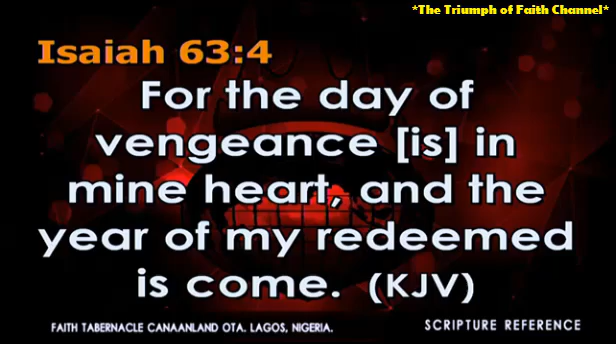 *The Triumph of Faith Channel*
Isaiah 63:4
For the day of
vengeance [is] in
mine heart, and the
year of my redeemed
is come. (KJV)
FAITH TABERNACLE CANAANLAND OTA. LAGOS, NIGERIA.
SCRIPTURE REFERENCE